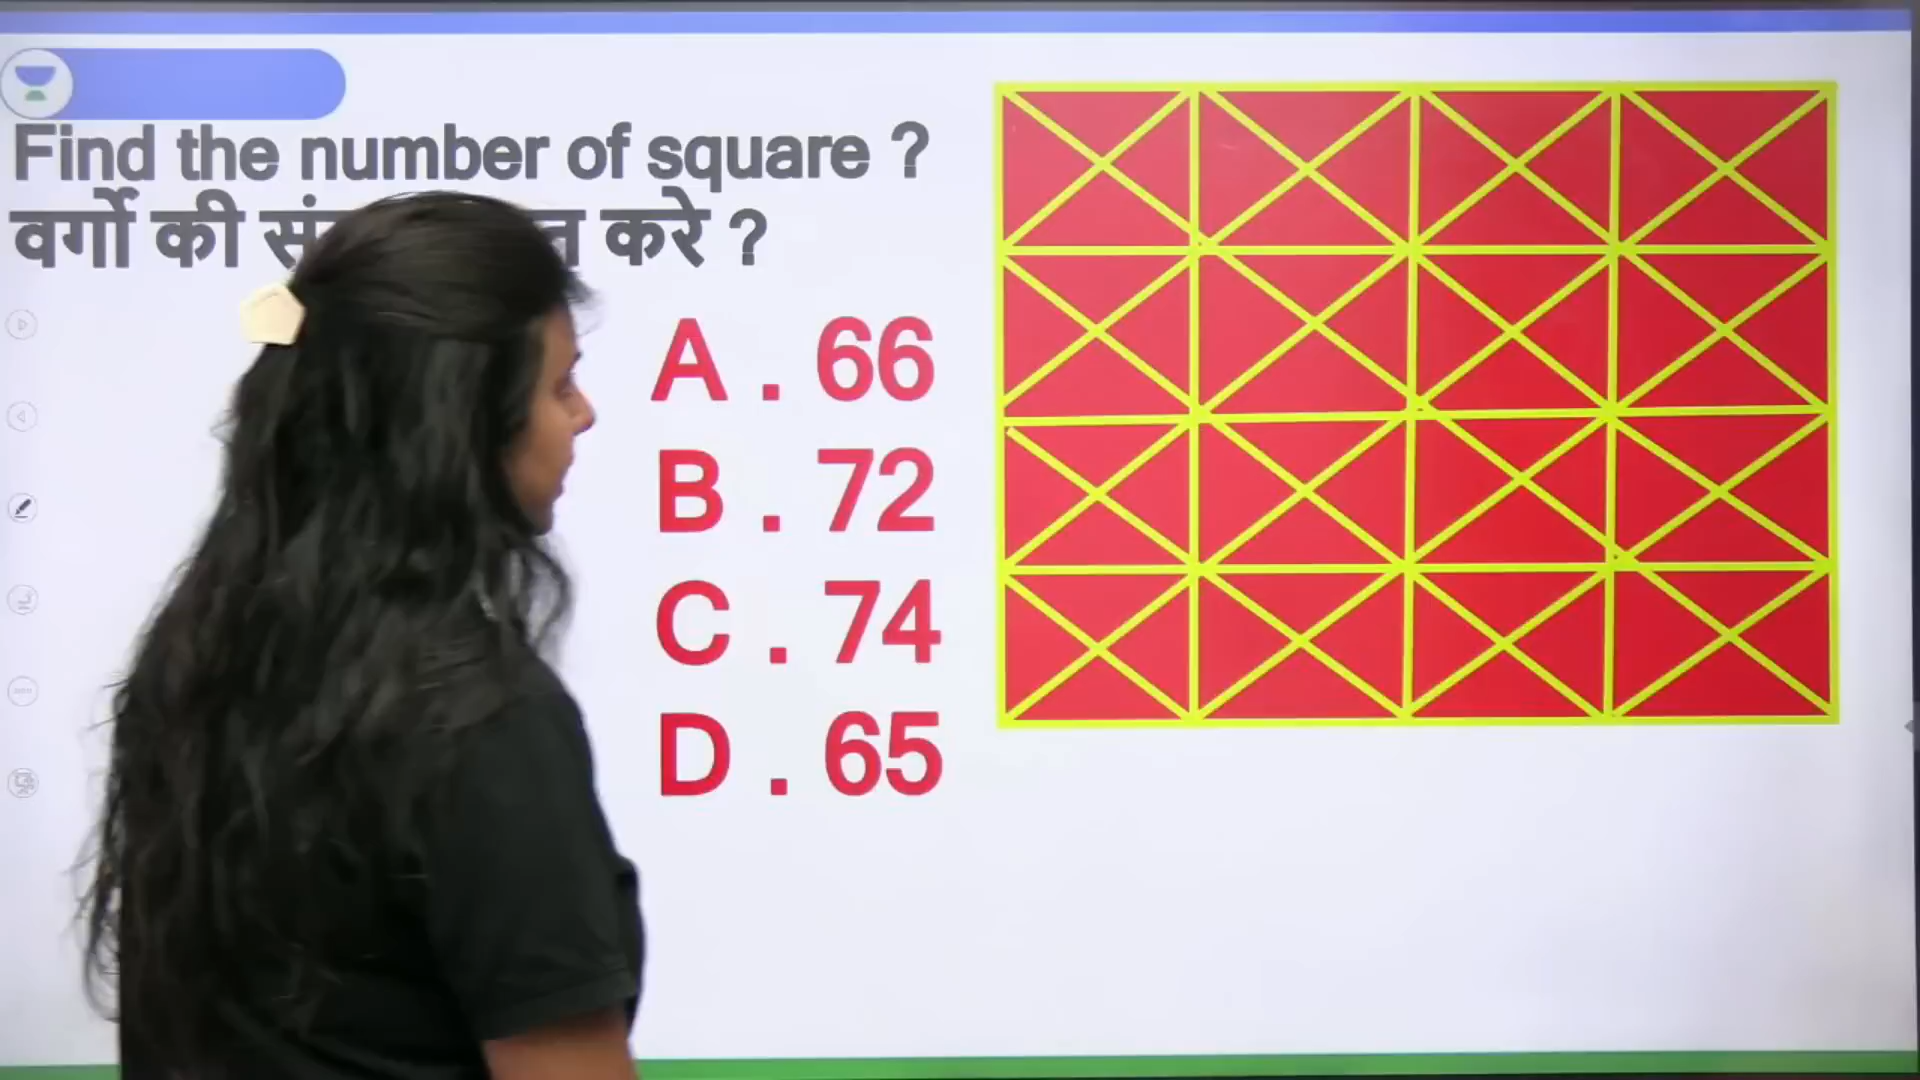 Find the number of square ?
वर्गो की करे ?
A . 66
B . 72
C . 74
D . 65